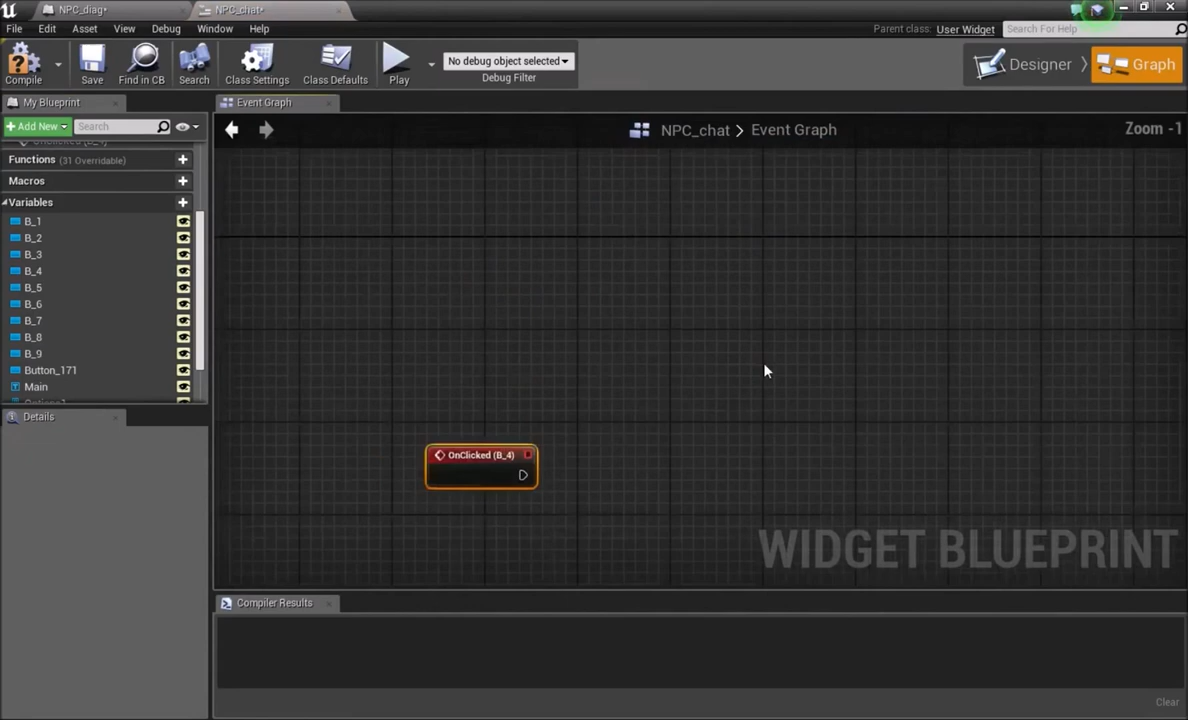 NPC_diag*
NPC_chat*
File Edit Asset View Debug Window Help
Parent class: User Widget
Search For Help
Compile
Save
Find in CB
Search
Class Settings
Class Defaults
Play
No debug object selected
Debug Filter
Designer
Graph
My Blueprint
Event Graph
+ Add New
Search
NPC_chat > Event Graph
Zoom -1
OnClicked (B_4)
Functions (31 Overridable)
Macros
Variables
B_1
B_2
B_3
B_4
B_5
B_6
B_7
B_8
B_9
Button_171
Main
Details
OnClicked (B_4)
WIDGET BLUEPRINT
Compiler Results
Clear